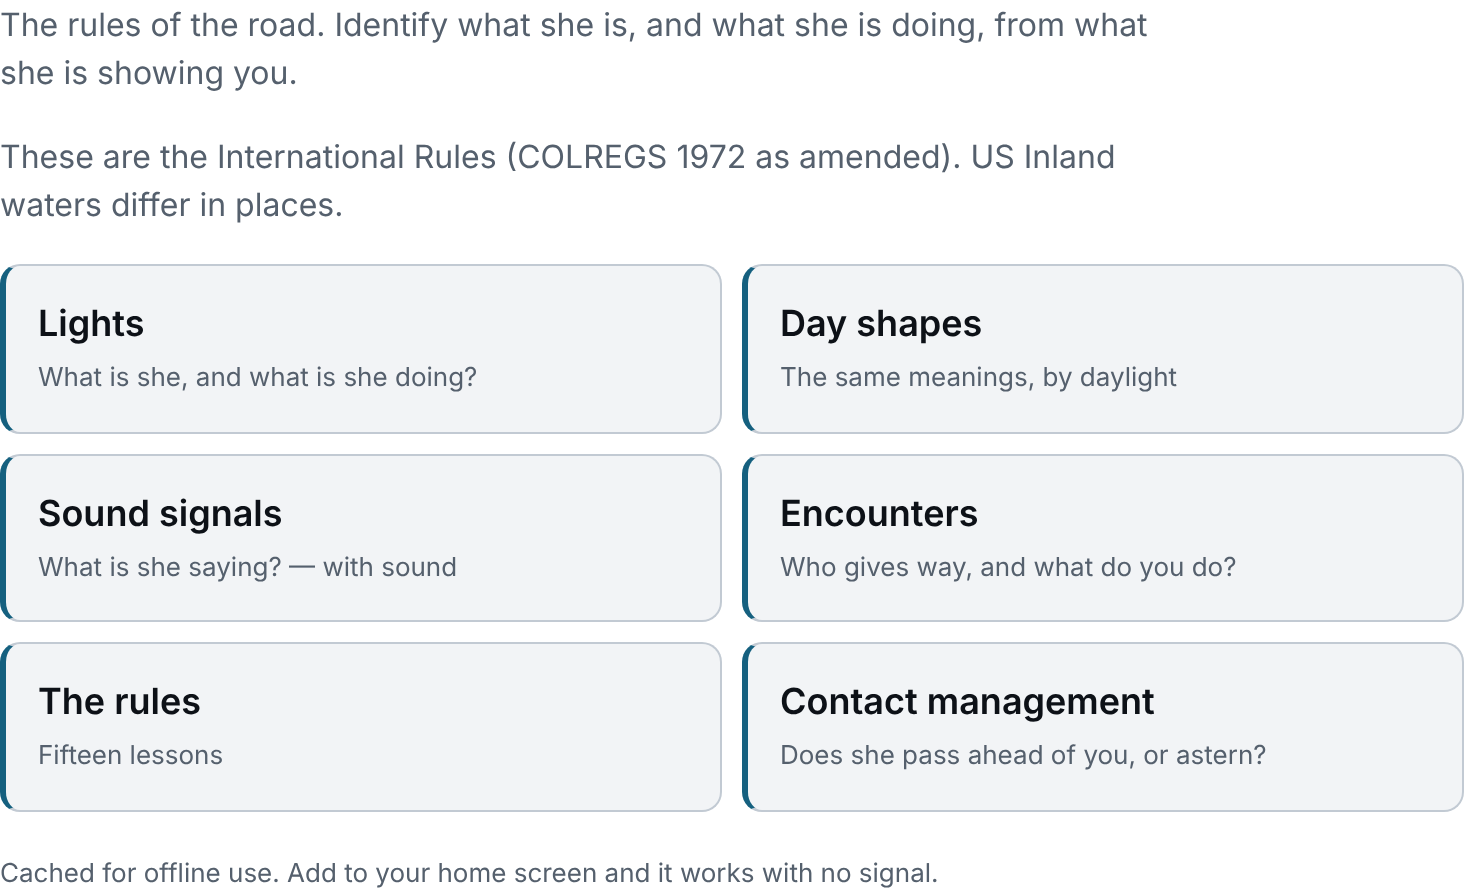 The rules of the road. Identify what she is, and what she is doing, from what
she is showing you.
These are the International Rules (COLREGS 1972 as amended). US Inland
waters differ in places.
Lights
What is she, and what is she doing?
Day shapes
The same meanings, by daylight
Sound signals
What is she saying? — with sound
Encounters
Who gives way, and what do you do?
The rules
Fifteen lessons
Contact management
Does she pass ahead of you, or astern?
Cached for offline use. Add to your home screen and it works with no signal.